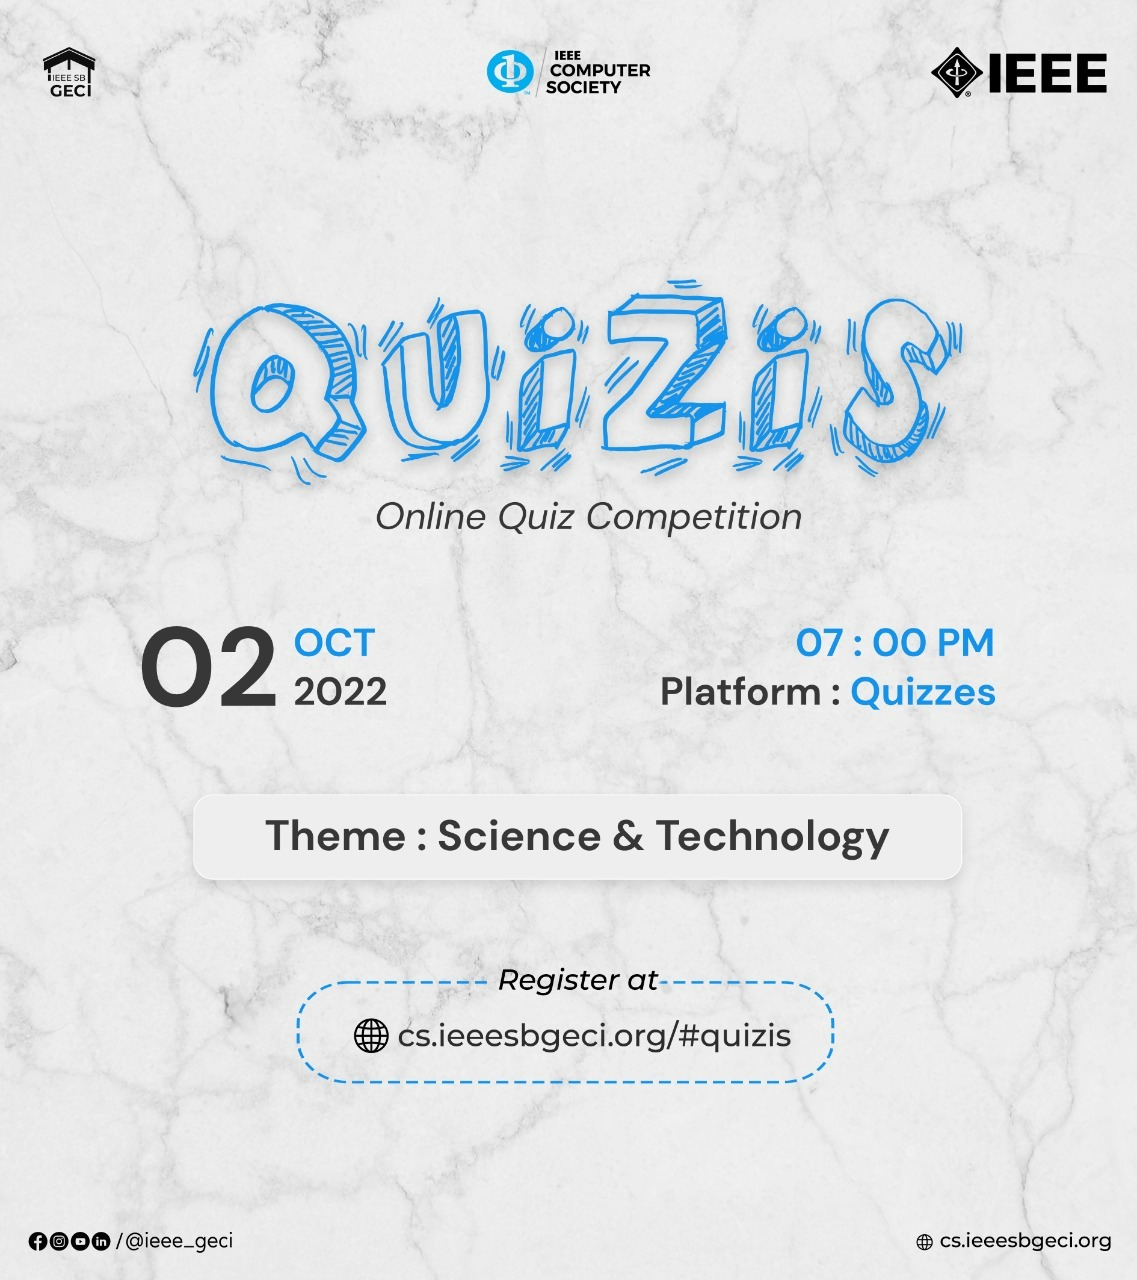 IEEE SB
GECI
IEEE
COMPUTER
SOCIETY
IEEE
QUiZiS
Online Quiz Competition
02 OCT
2022
07 : 00 PM
Platform : Quizzes
Theme : Science & Technology
Register at
cs.ieeesbgeci.org/#quizis
/@ieee_geci
cs.ieeesbgeci.org